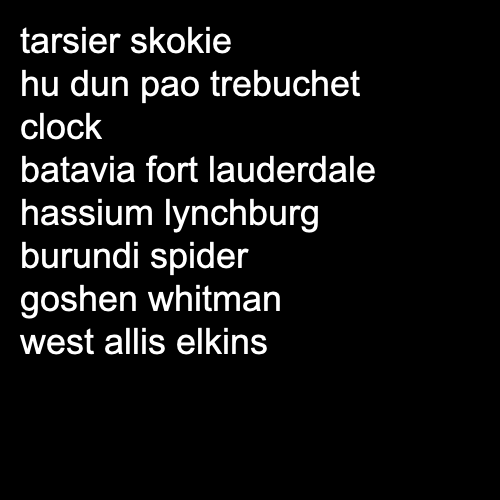 tarsier skokie
hu dun pao trebuchet
clock
batavia fort lauderdale
hassium lynchburg
burundi spider
goshen whitman
west allis elkins